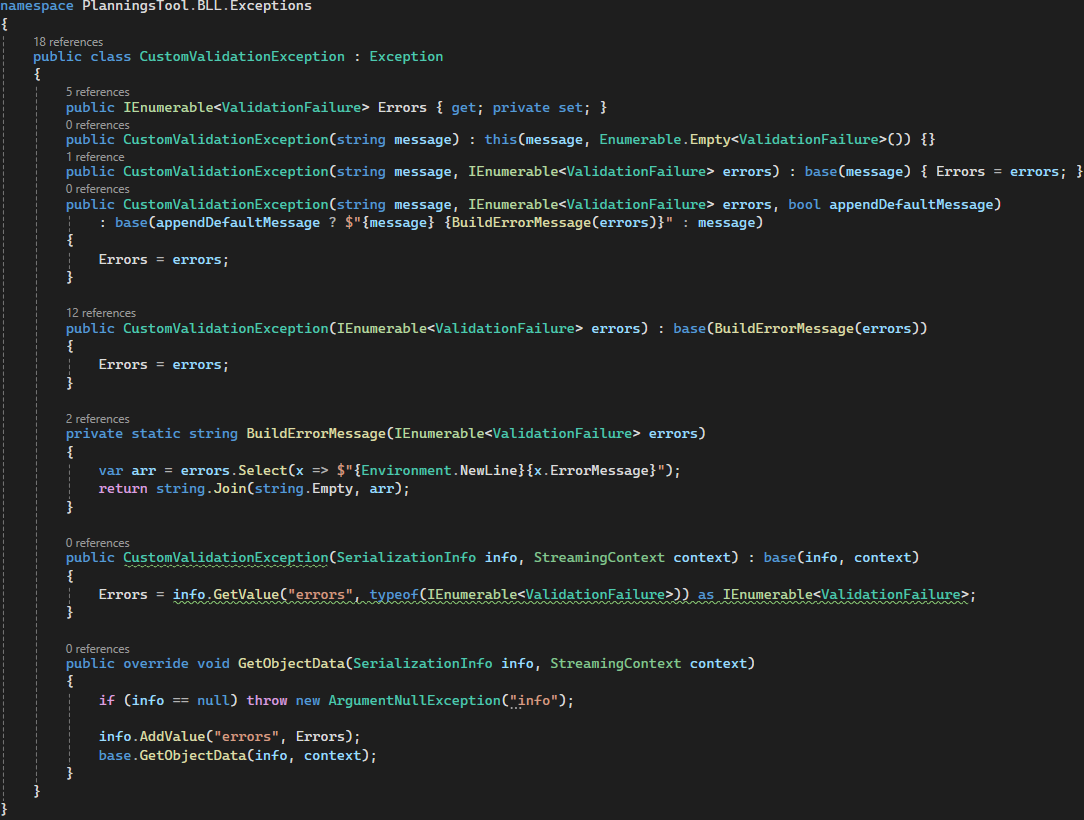 namespace PlanningsTool.BLL.Exceptions
{
    18 references
    public class CustomValidationException : Exception
    {
        5 references
        public IEnumerable<ValidationFailure> Errors { get; private set; }
        0 references
        public CustomValidationException(string message) : this(message, Enumerable.Empty<ValidationFailure>()) {}
        1 reference
        public CustomValidationException(string message, IEnumerable<ValidationFailure> errors) : base(message) { Errors = errors; }
        0 references
        public CustomValidationException(string message, IEnumerable<ValidationFailure> errors, bool appendDefaultMessage)
            : base(appendDefaultMessage ? $"{message} {BuildErrorMessage(errors)}" : message)
        {
            Errors = errors;
        }

        12 references
        public CustomValidationException(IEnumerable<ValidationFailure> errors) : base(BuildErrorMessage(errors))
        {
            Errors = errors;
        }

        2 references
        private static string BuildErrorMessage(IEnumerable<ValidationFailure> errors)
        {
            var arr = errors.Select(x => $"{Environment.NewLine}{x.ErrorMessage}");
            return string.Join(string.Empty, arr);
        }

        0 references
        public CustomValidationException(SerializationInfo info, StreamingContext context) : base(info, context)
        {
            Errors = info.GetValue("errors", typeof(IEnumerable<ValidationFailure>)) as IEnumerable<ValidationFailure>;
        }

        0 references
        public override void GetObjectData(SerializationInfo info, StreamingContext context)
        {
            if (info == null) throw new ArgumentNullException("info");

            info.AddValue("errors", Errors);
            base.GetObjectData(info, context);
        }
    }
}